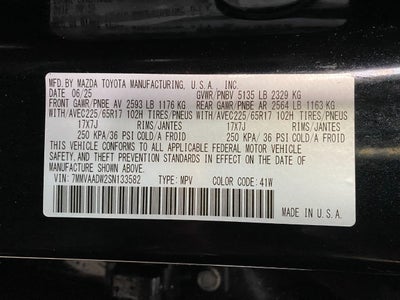 MFD.BY MAZDA TOYOTA MANUFACTURING, U.S.A., INC.
DATE 06/25 GVWR/PNBV 5135 LB 2329 KG
FRONT GAWR/PNBE AV 2593 LB 1176 KG REAR GAWR/PNBE AR 2564 LB 1163 KG
WITH/AVEC225/65R17 102H TIRES/PNEUS WITH/AVEC225/65R17 102H TIRES/PNEUS
17X7J RIMS/JANTES 17X7J RIMS/JANTES
250 KPA/36 PSI COLD/A FROID 250 KPA/36 PSI COLD/A FROID
THIS VEHICLE CONFORMS TO ALL APPLICABLE FEDERAL MOTOR VEHICLE
SAFETY AND THEFT PREVENTION STANDARDS IN EFFECT ON THE DATE OF
MANUFACTURE SHOWN ABOVE.
VIN: 7MMVAADW2SN133582 TYPE: MPV COLOR: 41W
MADE IN U.S.A.